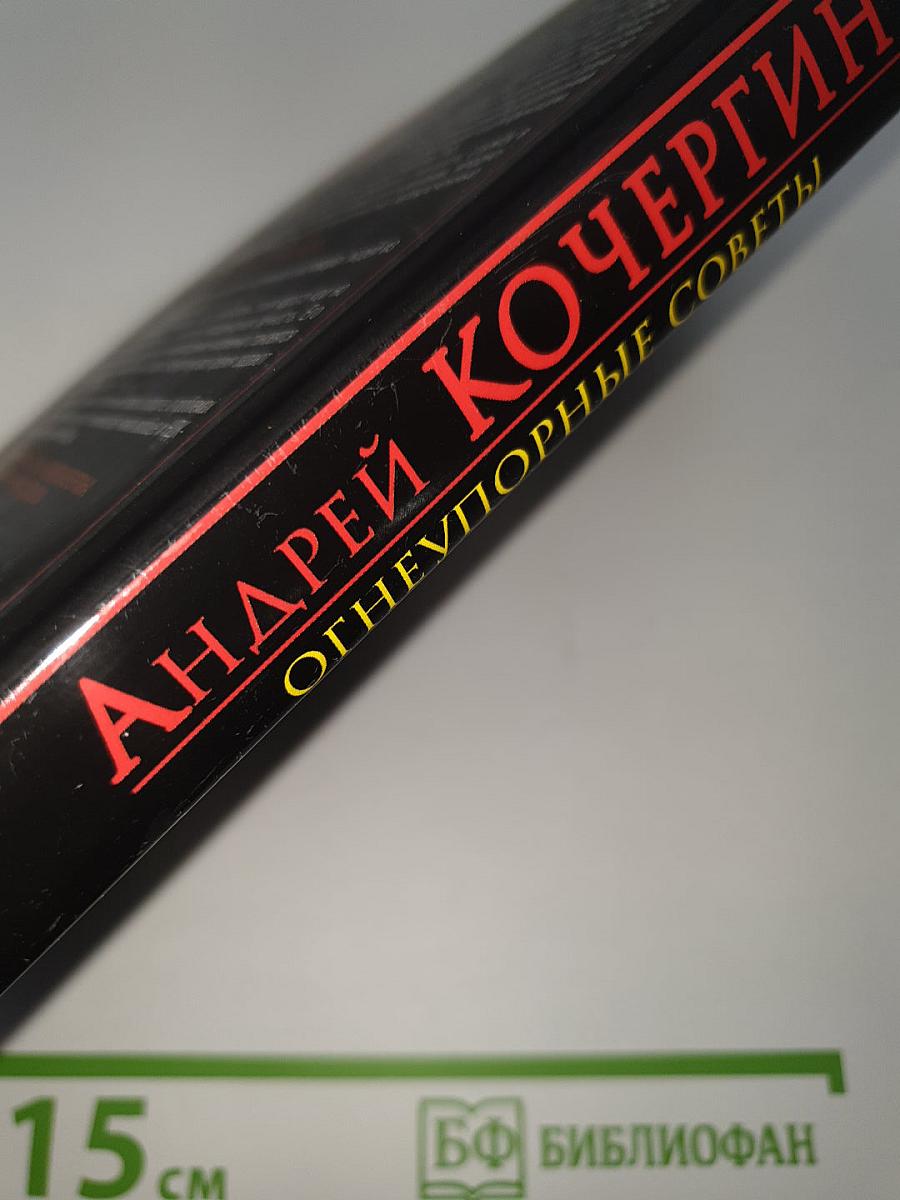 АНДРЕЙ КОЧЕРГИН
ОГНЕУПОРНЫЕ СОВЕТЫ
15 см
БФ БИБЛИОФАН